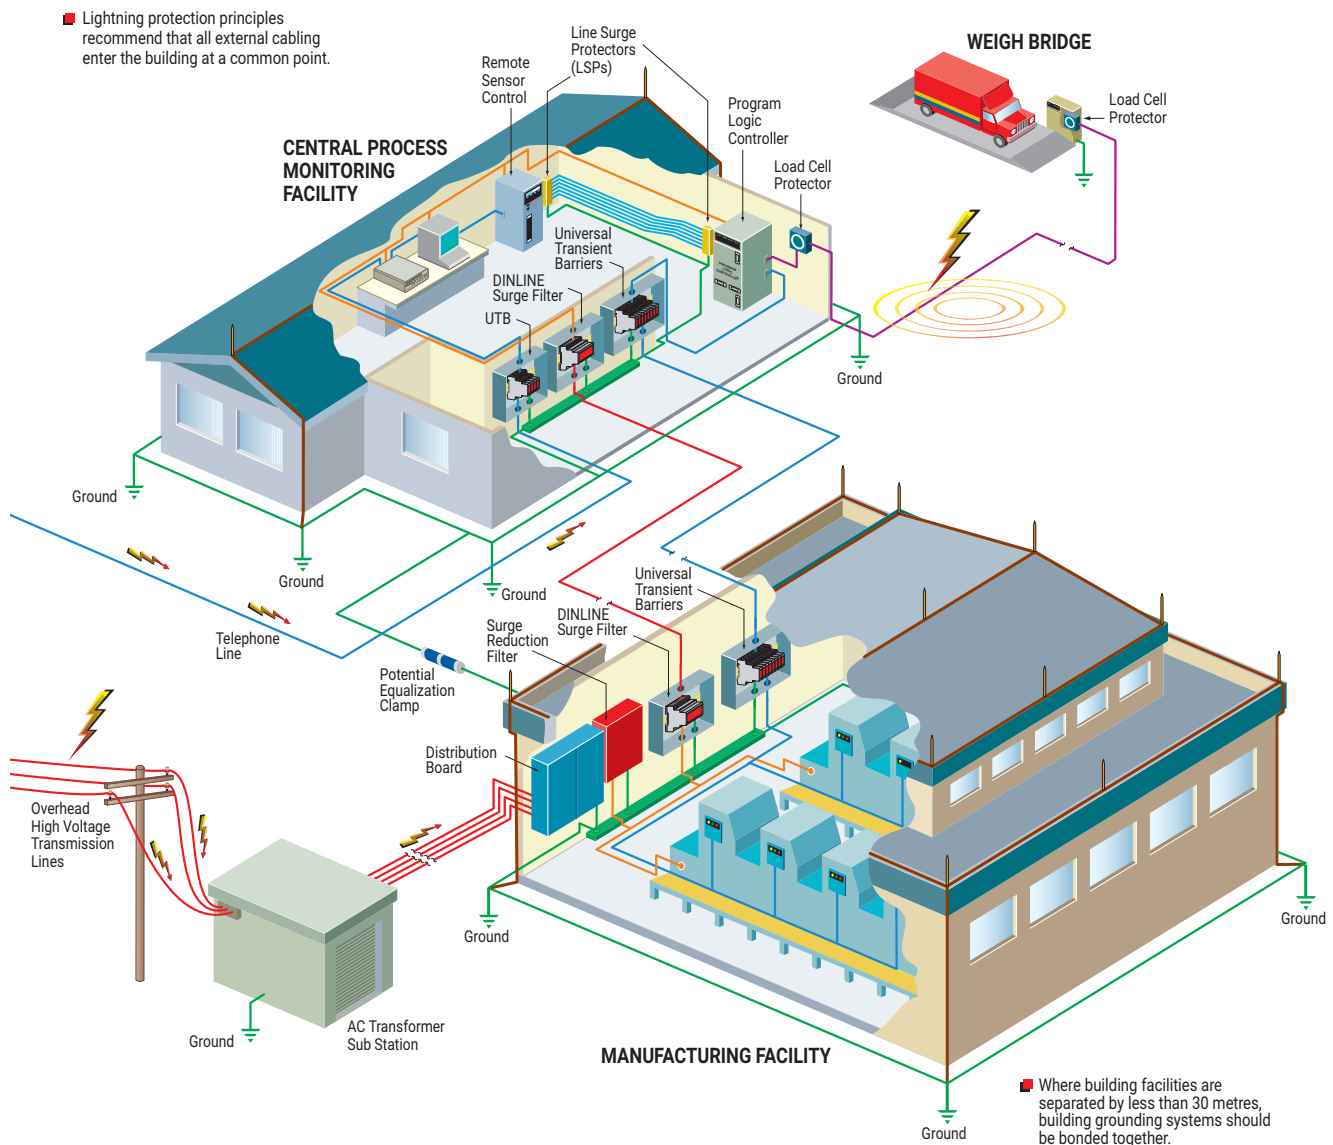 Lightning protection principles
recommend that all external cabling
enter the building at a common point.
Line Surge
Protectors
(LSPs)
Remote
Sensor
Control
Program
Logic
Controller
WEIGH BRIDGE
Load Cell
Protector
CENTRAL PROCESS
MONITORING
FACILITY
Load Cell
Protector
Universal
Transient
Barriers
DINLINE
Surge Filter
UTB
PROGRAM
LOGIC
CONTROLLER
Ground
Ground
Ground
Ground
Telephone
Line
Potential
Equalization
Clamp
Universal
Transient
Barriers
DINLINE
Surge Filter
Surge
Reduction
Filter
Distribution
Board
Overhead
High Voltage
Transmission
Lines
Ground
Ground
Ground
AC Transformer
Sub Station
MANUFACTURING FACILITY
Ground
Where building facilities are
separated by less than 30 metres,
building grounding systems should
be bonded together.